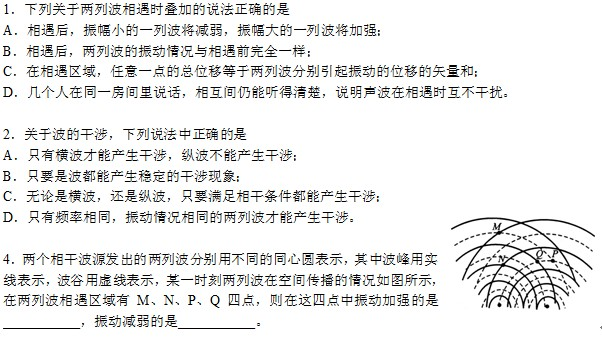 1．下列关于两列波相遇时叠加的说法正确的是
A．相遇后，振幅小的一列波将减弱，振幅大的一列波将加强；
B．相遇后，两列波的振动情况与相遇前完全一样；
C．在相遇区域，任意一点的总位移等于两列波分别引起振动的位移的矢量和；
D．几个人在同一房间里说话，相互间仍能听得清楚，说明声波在相遇时互不干扰。
2．关于波的干涉，下列说法中正确的是
A．只有横波才能产生干涉，纵波不能产生干涉；
B．只要是波都能产生稳定的干涉现象；
C．无论是横波，还是纵波，只要满足相干条件都能产生干涉；
D．只有频率相同，振动情况相同的两列波才能产生干涉。
4．两个相干波源发出的两列波分别用不同的同心圆表示，其中波峰用实
线表示，波谷用虚线表示，某一时刻两列波在空间传播的情况如图所示，
在两列波相遇区域有 M、N、P、Q 四点，则在这四点中振动加强的是
___________，振动减弱的是___________。
M
N
Q
P